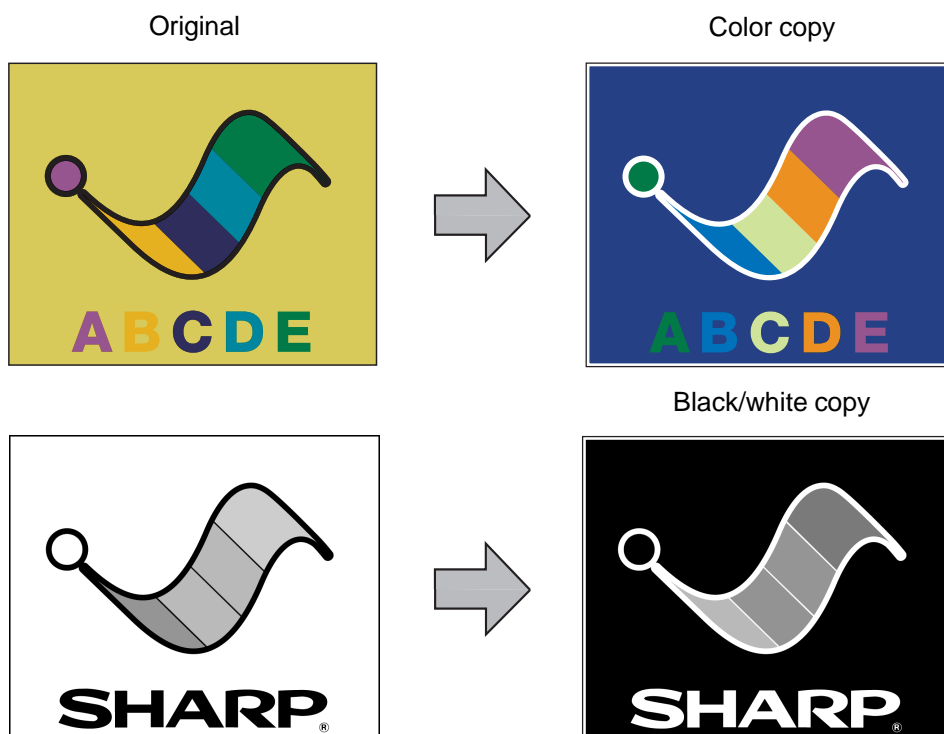 Original
Color copy
ABCDE
ABCDE
Black/white copy
SHARP®
SHARP®